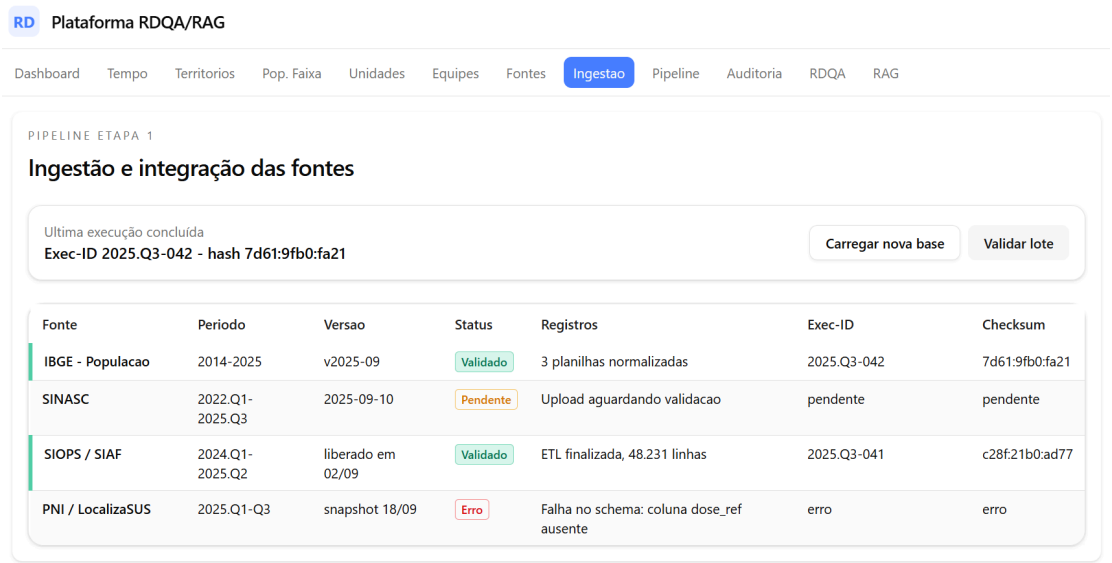 RD Plataforma RDQA/RAG
Dashboard Tempo Territorios Pop. Faixa Unidades Equipes Fontes Ingestao Pipeline Auditoria RDQA RAG
PIPELINE ETAPA 1
Ingestão e integração das fontes
Ultima execução concluída
Exec-ID 2025.Q3-042 - hash 7d61:9fb0:fa21
Carregar nova base Validar lote
Fonte Periodo Versao Status Registros Exec-ID Checksum
IBGE - Populacao 2014-2025 v2025-09 Validado 3 planilhas normalizadas 2025.Q3-042 7d61:9fb0:fa21
SINASC 2022.Q1- 2025-09-10 Pendente Upload aguardando validacao pendente pendente
2025.Q3
SIOPS / SIAF 2024.Q1- liberado em Validado ETL finalizada, 48.231 linhas 2025.Q3-041 c28f:21b0:ad77
2025.Q2 02/09
PNI / LocalizaSUS 2025.Q1-Q3 snapshot 18/09 Erro Falha no schema: coluna dose_ref erro erro
ausente